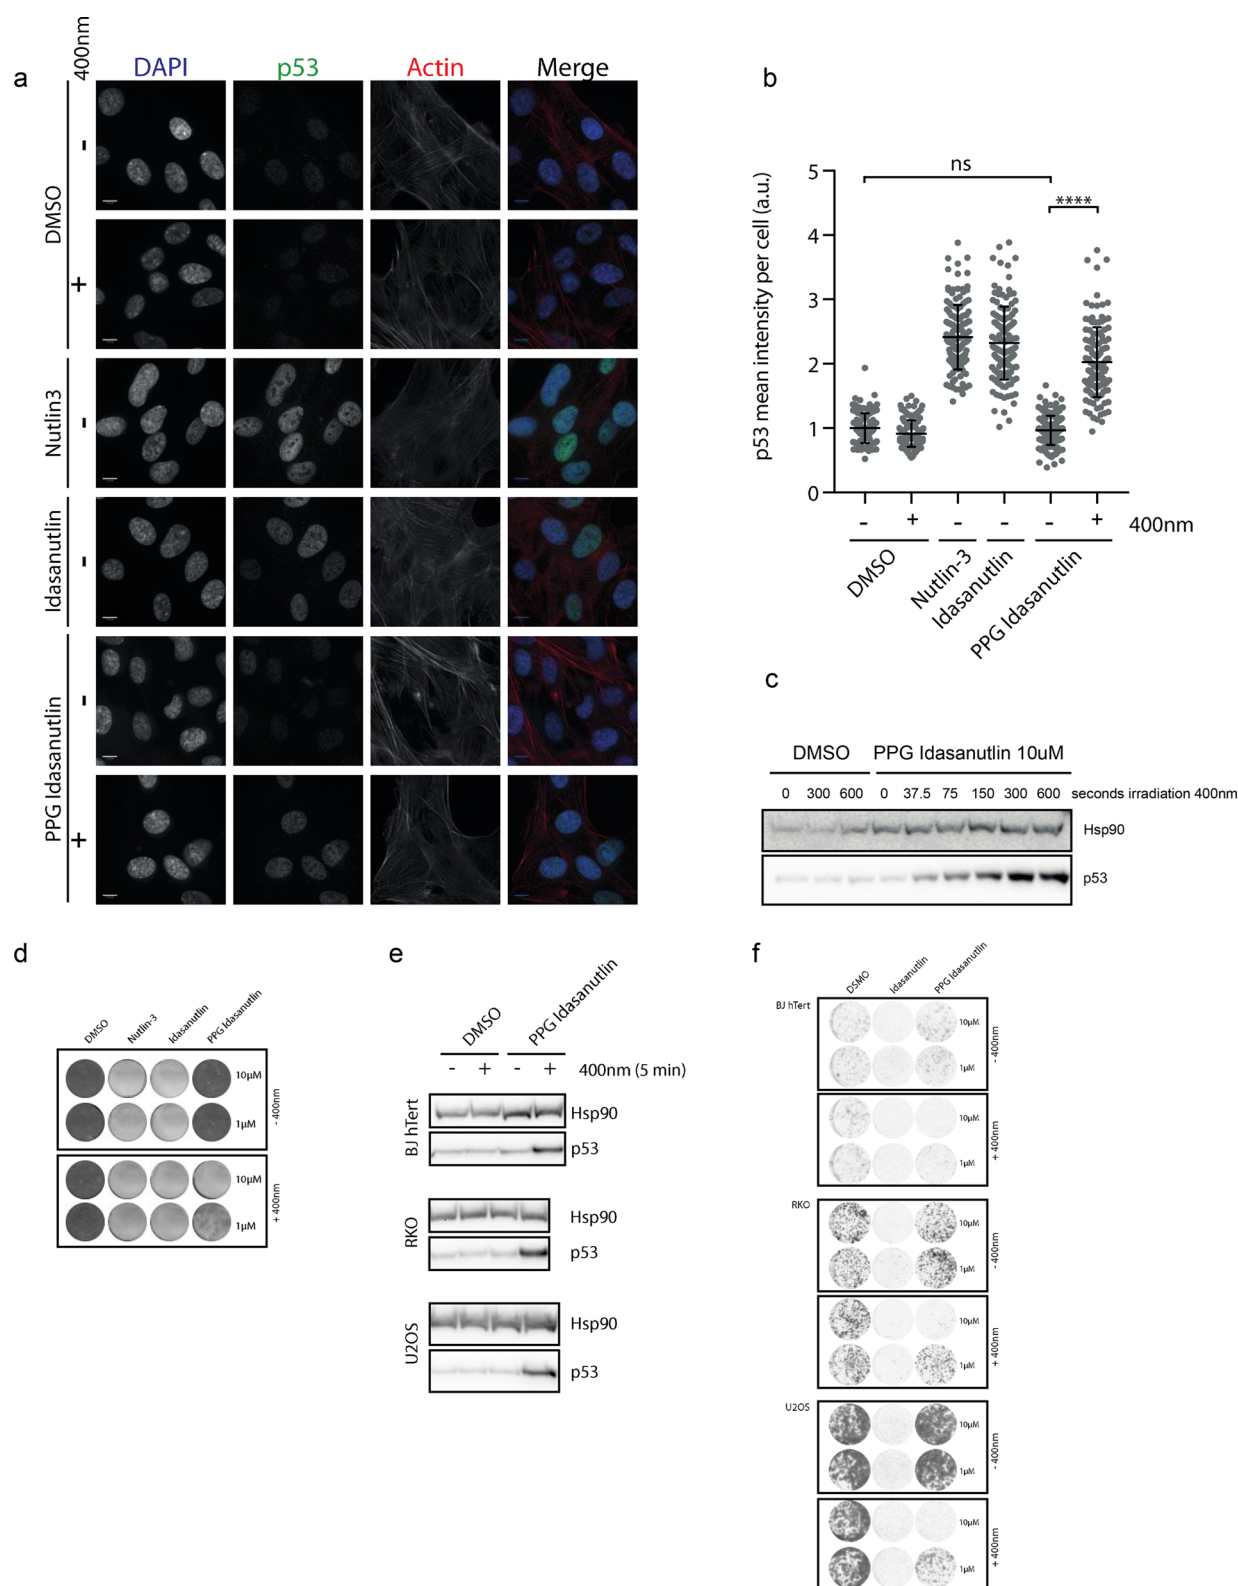 a
400nm
DAPI
p53
Actin
Merge
DMSO
-
+
Nutlin3
-
Idasanutlin
-
PPG Idasanutlin
-
+
b
p53 mean intensity per cell (a.u.)
5
4
3
2
1
0
ns
****
- + - - - +
400nm
DMSO
Nutlin-3
Idasanutlin
PPG Idasanutlin
c
DMSO PPG Idasanutlin 10uM
0 300 600 0 37.5 75 150 300 600 seconds irradiation 400nm
Hsp90
p53
d
DMSO
Nutlin-3
Idasanutlin
PPG Idasanutlin
10µM
1µM
- 400nm
10µM
1µM
+ 400nm
e
DMSO
PPG Idasanutlin
- + - + 400nm (5 min)
BJ hTert
Hsp90
p53
RKO
Hsp90
p53
U2OS
Hsp90
p53
f
DSMO
Idasanutlin
PPG Idasanutlin
BJ hTert
10µM
1µM
- 400nm
10µM
1µM
+ 400nm
RKO
10µM
1µM
- 400nm
10µM
1µM
+ 400nm
U2OS
10µM
1µM
- 400nm
10µM
1µM
+ 400nm